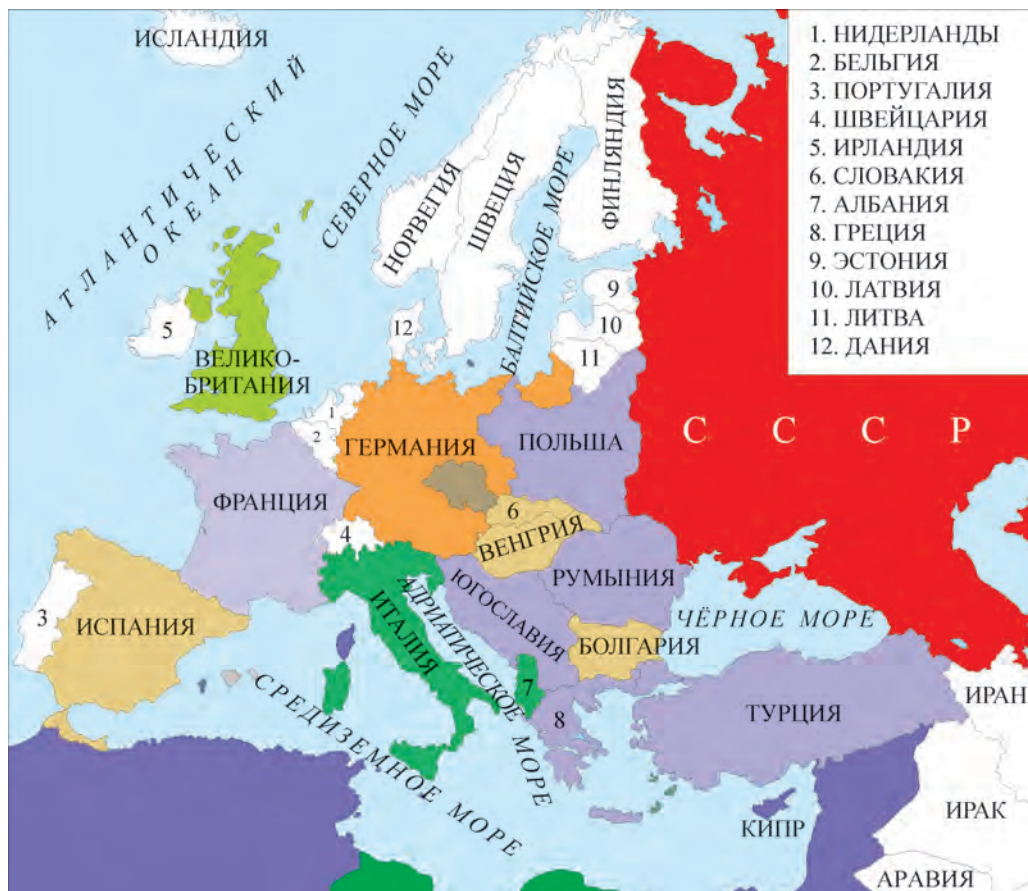 ИСЛАНДИЯ
АТЛАНТИЧЕСКИЙ
ОКЕАН
СЕВЕРНОЕ МОРЕ
НОРВЕГИЯ
ШВЕЦИЯ
ФИНЛЯНДИЯ
БАЛТИЙСКОЕ МОРЕ
1. НИДЕРЛАНДЫ
2. БЕЛЬГИЯ
3. ПОРТУГАЛИЯ
4. ШВЕЙЦАРИЯ
5. ИРЛАНДИЯ
6. СЛОВАКИЯ
7. АЛБАНИЯ
8. ГРЕЦИЯ
9. ЭСТОНИЯ
10. ЛАТВИЯ
11. ЛИТВА
12. ДАНИЯ
9
10
11
12
5
ВЕЛИКО-
БРИТАНИЯ
1
2
ГЕРМАНИЯ
ПОЛЬША
СССР
ФРАНЦИЯ
6
4
ВЕНГРИЯ
РУМЫНИЯ
ЮГОСЛАВИЯ
АДРИАТИЧЕСКОЕ МОРЕ
ИТАЛИЯ
3
ИСПАНИЯ
БОЛГАРИЯ
ЧЁРНОЕ МОРЕ
7
8
ТУРЦИЯ
ИРАН
СРЕДИЗЕМНОЕ МОРЕ
КИПР
ИРАК
АРАВИЯ